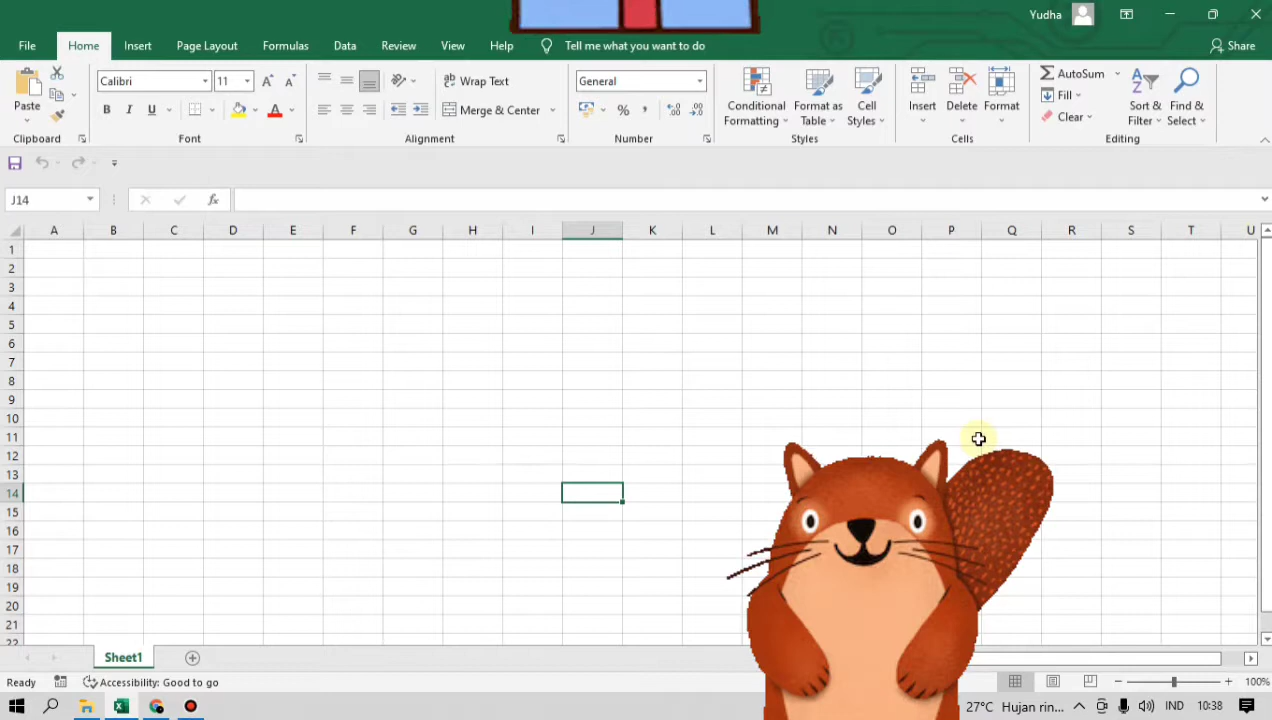 Yudha
File Home Insert Page Layout Formulas Data Review View Help Tell me what you want to do Share
Paste
Calibri 11
B I U
Wrap Text
Merge & Center
General
%
Conditional Formatting
Format as Table
Cell Styles
Insert Delete Format
AutoSum
Fill
Clear
Sort & Filter
Find & Select
Clipboard Font Alignment Number Styles Cells Editing
J14 fx
A B C D E F G H I J K L M N O P Q R S T U
1
2
3
4
5
6
7
8
9
10
11
12
13
14
15
16
17
18
19
20
21
22
Sheet1
Ready Accessibility: Good to go 100%
27°C Hujan rin... IND 10:38